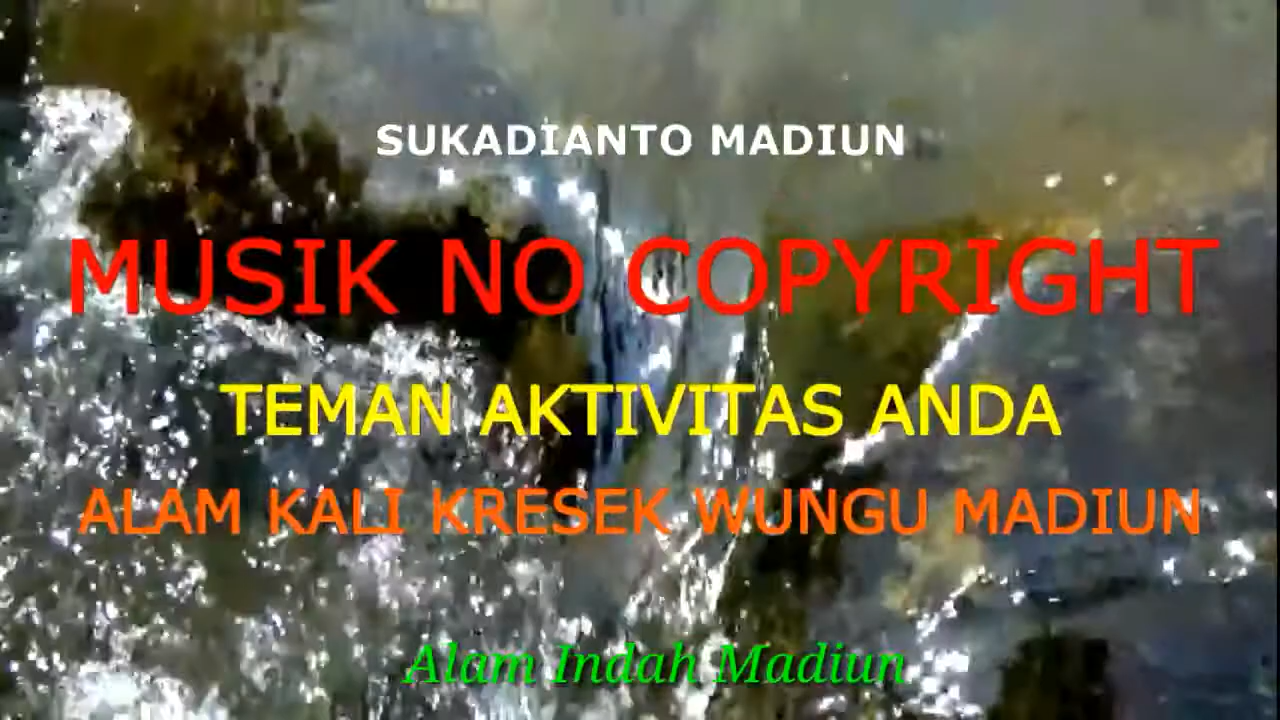 SUKADIANTO MADIUN
MUSIK NO COPYRIGHT
TEMAN AKTIVITAS ANDA
ALAM KALI KRESEK WUNGU MADIUN
Alam Indah Madiun